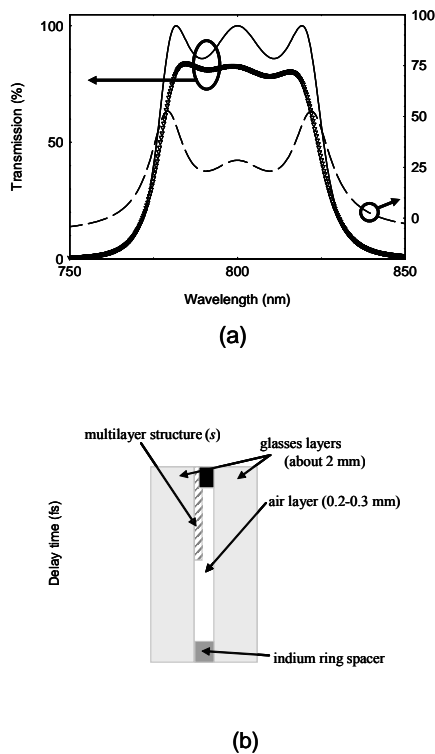 100
50
0
Transmission (%)
100
75
50
25
0
750
800
850
Wavelength (nm)
(a)
multilayer structure (s)
glasses layers
(about 2 mm)
air layer (0.2-0.3 mm)
Delay time (fs)
indium ring spacer
(b)